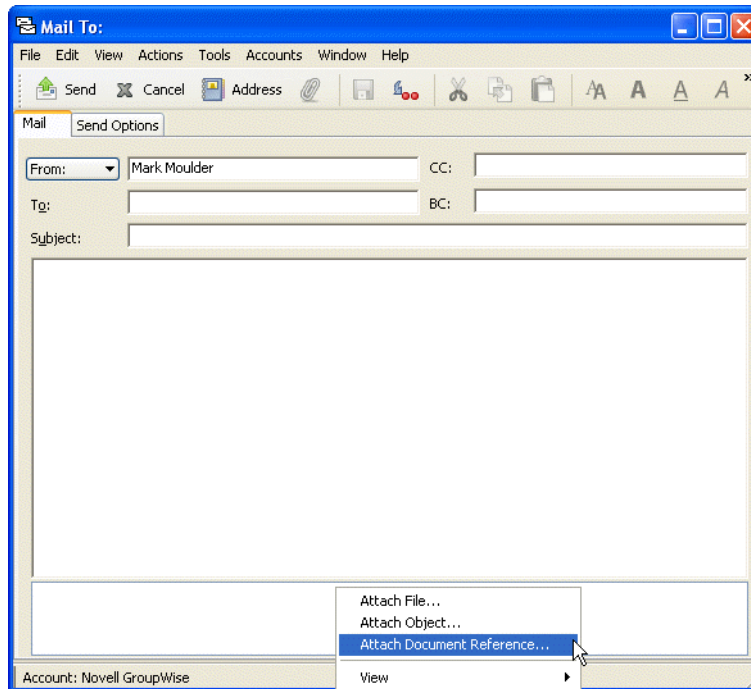 Mail To:
File Edit View Actions Tools Accounts Window Help
Send Cancel Address A A A A »
Mail Send Options
From: Mark Moulder CC:
To: BC:
Subject:
Attach File...
Attach Object...
Attach Document Reference...
View
Account: Novell GroupWise